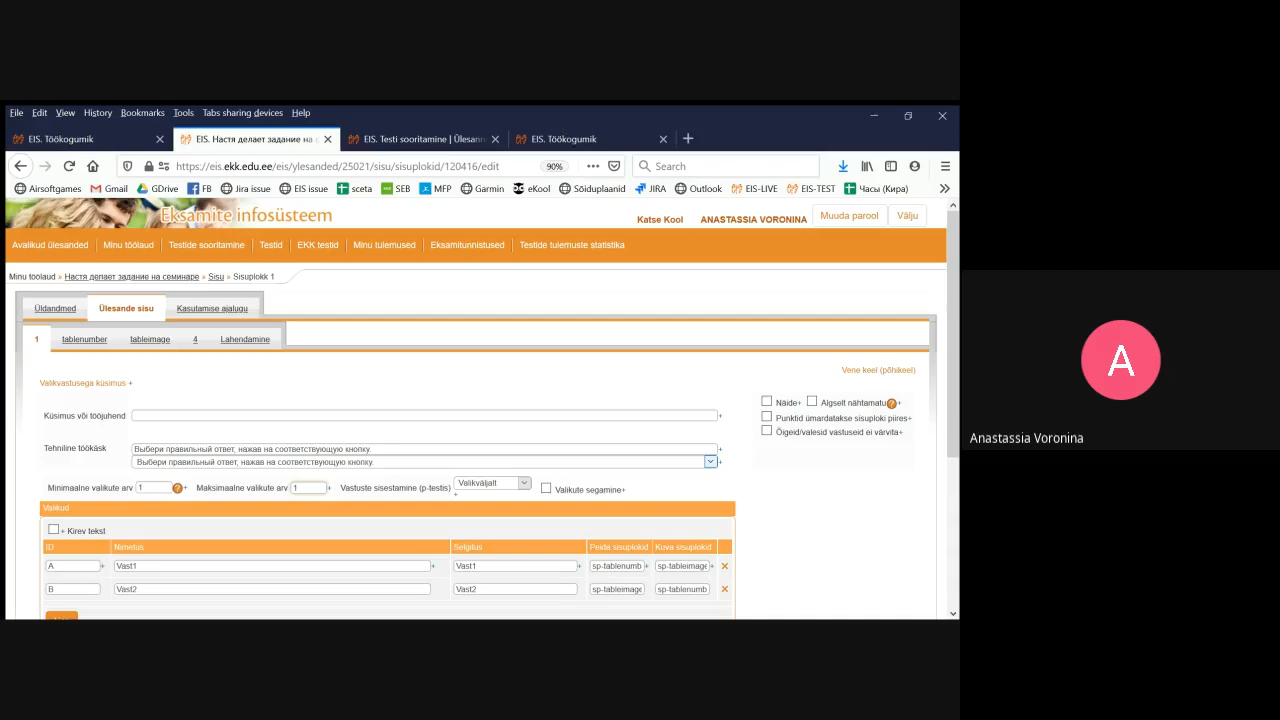 File Edit View History Bookmarks Tools Tabs sharing devices Help
EIS. Töökogumik
EIS. Настя делает задание на с
EIS. Testi sooritamine | Ülesann
EIS. Töökogumik
https://eis.ekk.edu.ee/eis/ylesanded/25021/sisu/sisuplokid/120416/edit 90% Search
Airsoftgames Gmail GDrive FB Jira issue EIS issue sceta SEB MFP Garmin eKool Sõiduplaanid JIRA Outlook EIS-LIVE EIS-TEST Часы (Кира)
Eksamite infosüsteem Katse Kool ANASTASSIA VORONINA Muuda parool Välju
Avalikud ülesanded Minu töölaud Testide sooritamine Testid EKK testid Minu tulemused Eksamitunnistused Testide tulemuste statistika
Minu töölaud » Настя делает задание на семинаре » Sisu » Sisuplokk 1
Üldandmed Ülesande sisu Kasutamise ajalugu
1 tablenumber tableimage 4 Lahendamine
Vene keel (põhikeel)
Valikvastusega küsimus +
Küsimus või tööjuhend +
Näide+ Algselt nähtamatu ?+
Punktid ümardatakse sisuploki piires+
Õigeid/valesid vastuseid ei värvita+
Tehniline töökäsk Выбери правильный ответ, нажав на соответствующую кнопку. +
Выбери правильный ответ, нажав на соответствующую кнопку. +
Minimaalne valikute arv 1 ?+ Maksimaalne valikute arv 1 + Vastuste sisestamine (p-testis) Valikväljalt + Valikute segamine+
Valikud
+ Kirev tekst
ID Nimetus Selgitus Peida sisuplokid Kuva sisuplokid
A + Vast1 + Vast1 + sp-tablenumb + sp-tableimage +
B Vast2 Vast2 sp-tableimage sp-tablenumb
A
Anastassia Voronina